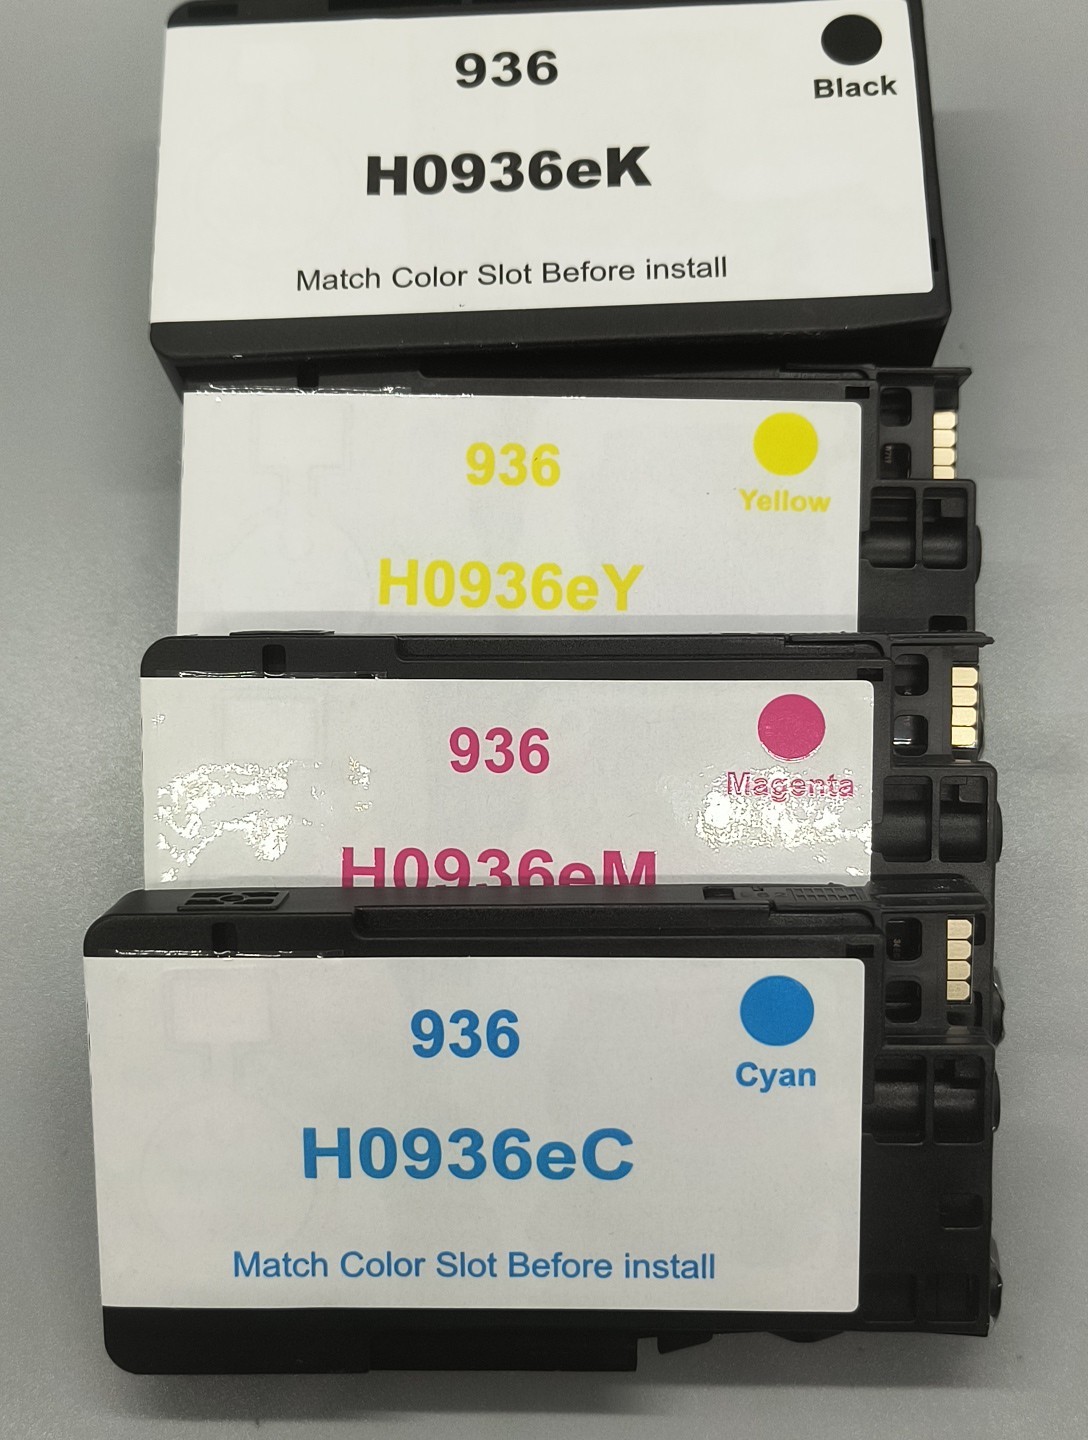 936
Black
H0936eK
Match Color Slot Before install
936
Yellow
H0936eY
936
Magenta
H0936eM
936
Cyan
H0936eC
Match Color Slot Before install